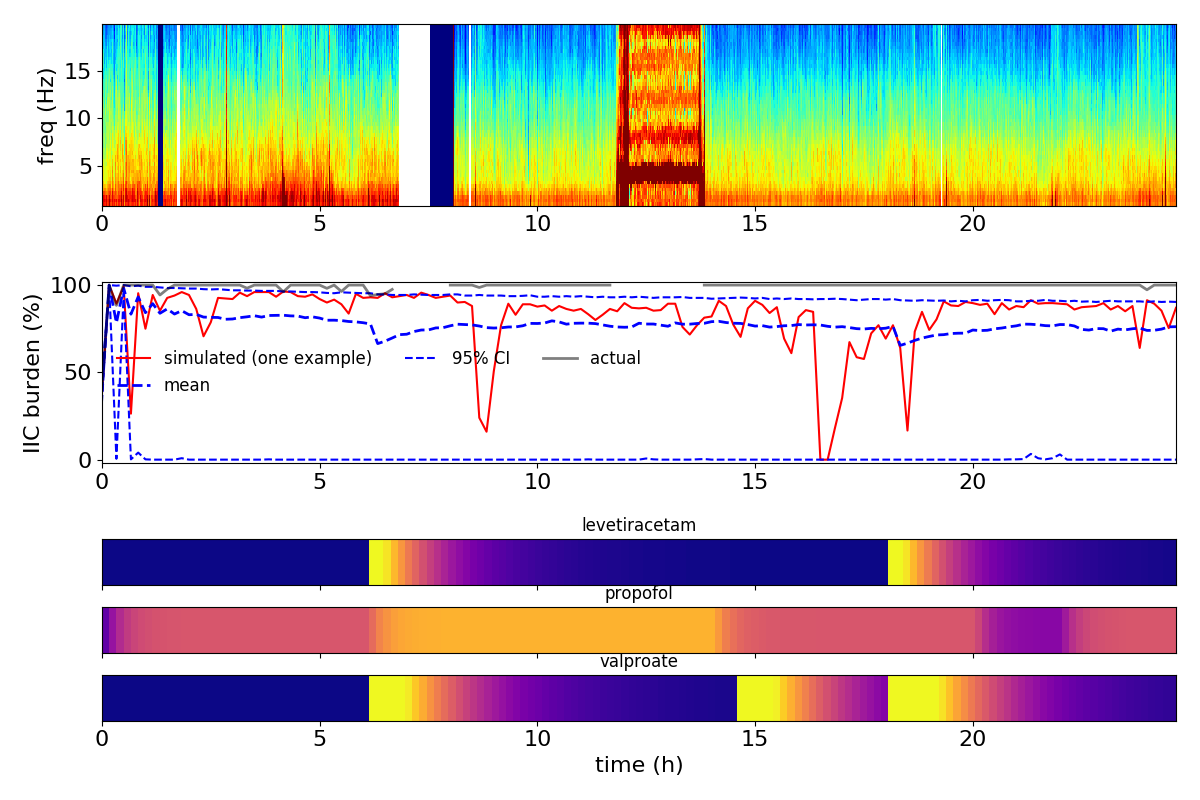 freq (Hz)
15
10
5
0 5 10 15 20
IIC burden (%)
100
50
0
simulated (one example) 95% CI actual
mean
0 5 10 15 20
levetiracetam
propofol
valproate
0 5 10 15 20
time (h)